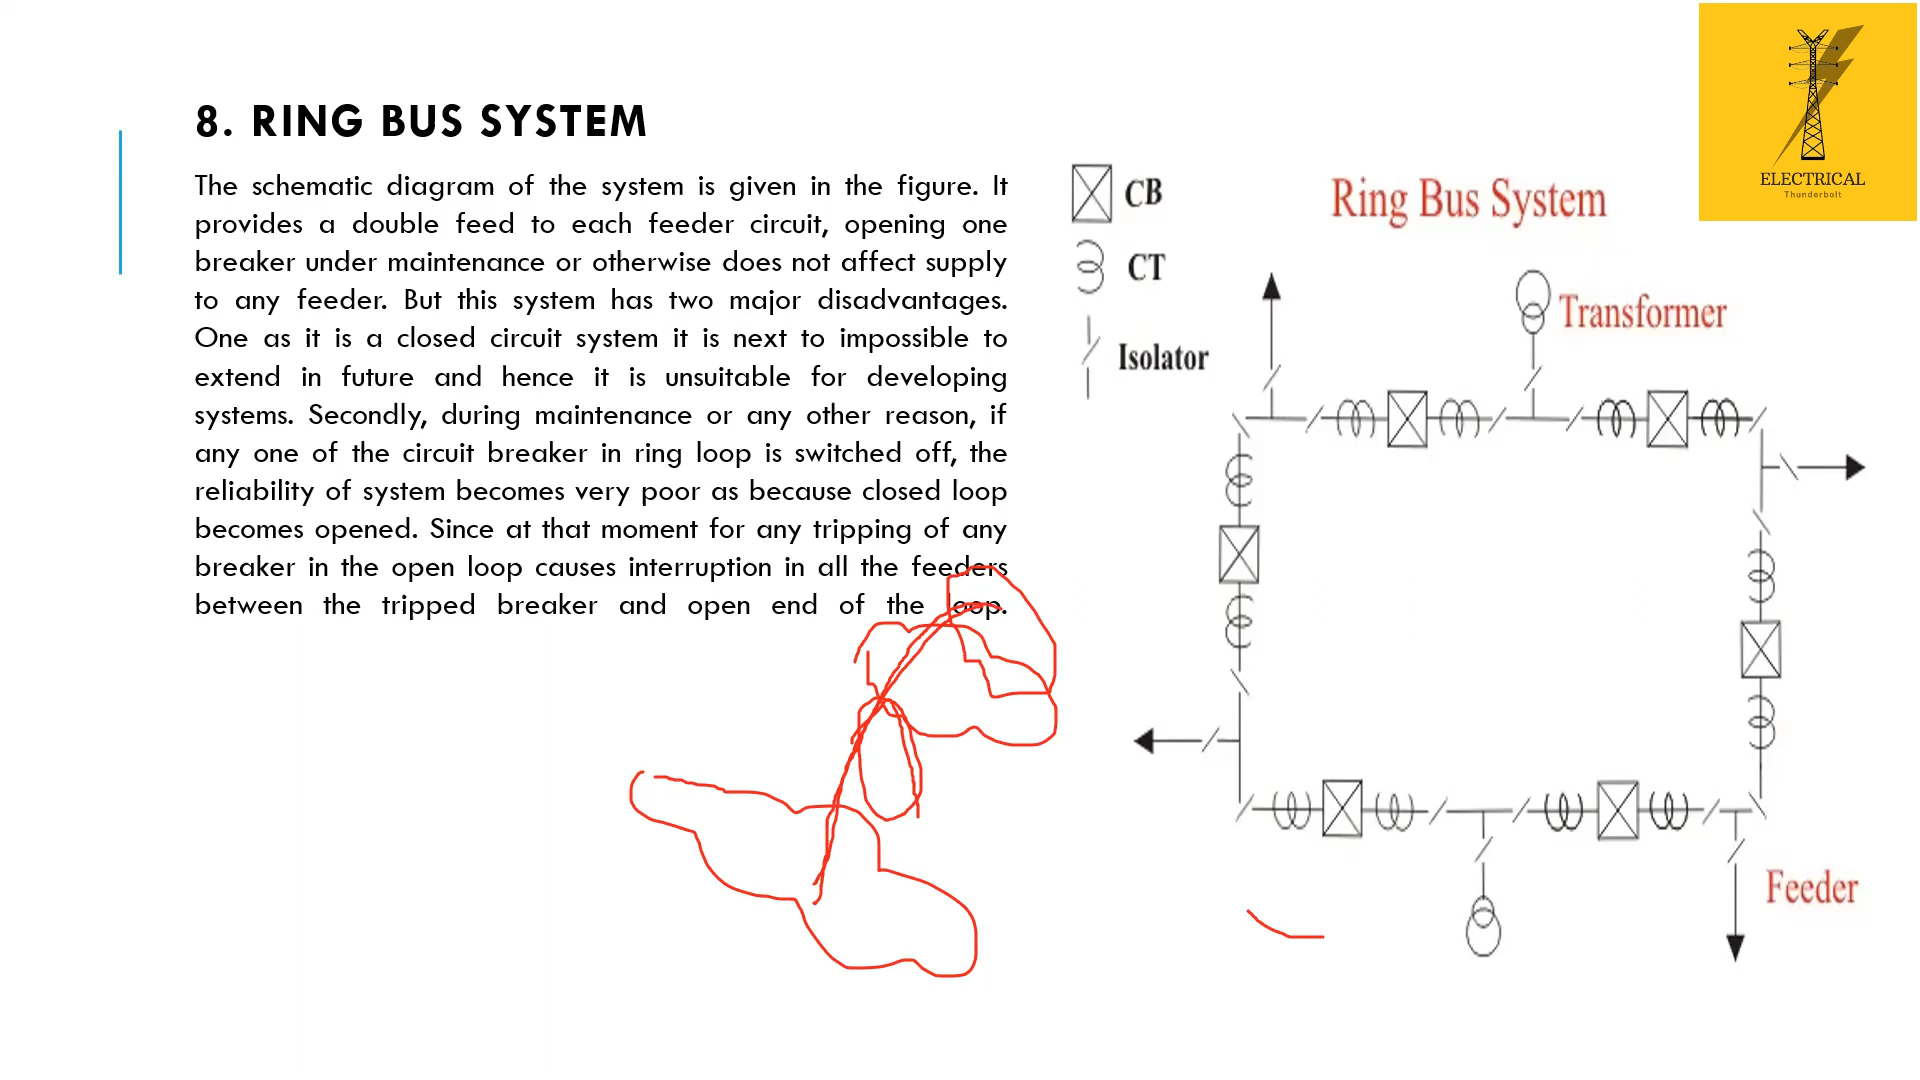 8. RING BUS SYSTEM
The schematic diagram of the system is given in the figure. It
provides a double feed to each feeder circuit, opening one
breaker under maintenance or otherwise does not affect supply
to any feeder. But this system has two major disadvantages.
One as it is a closed circuit system it is next to impossible to
extend in future and hence it is unsuitable for developing
systems. Secondly, during maintenance or any other reason, if
any one of the circuit breaker in ring loop is switched off, the
reliability of system becomes very poor as because closed loop
becomes opened. Since at that moment for any tripping of any
breaker in the open loop causes interruption in all the feeders
between the tripped breaker and open end of the loop.
CB
CT
Isolator
Ring Bus System
Transformer
Feeder
ELECTRICAL
Thunderbolt